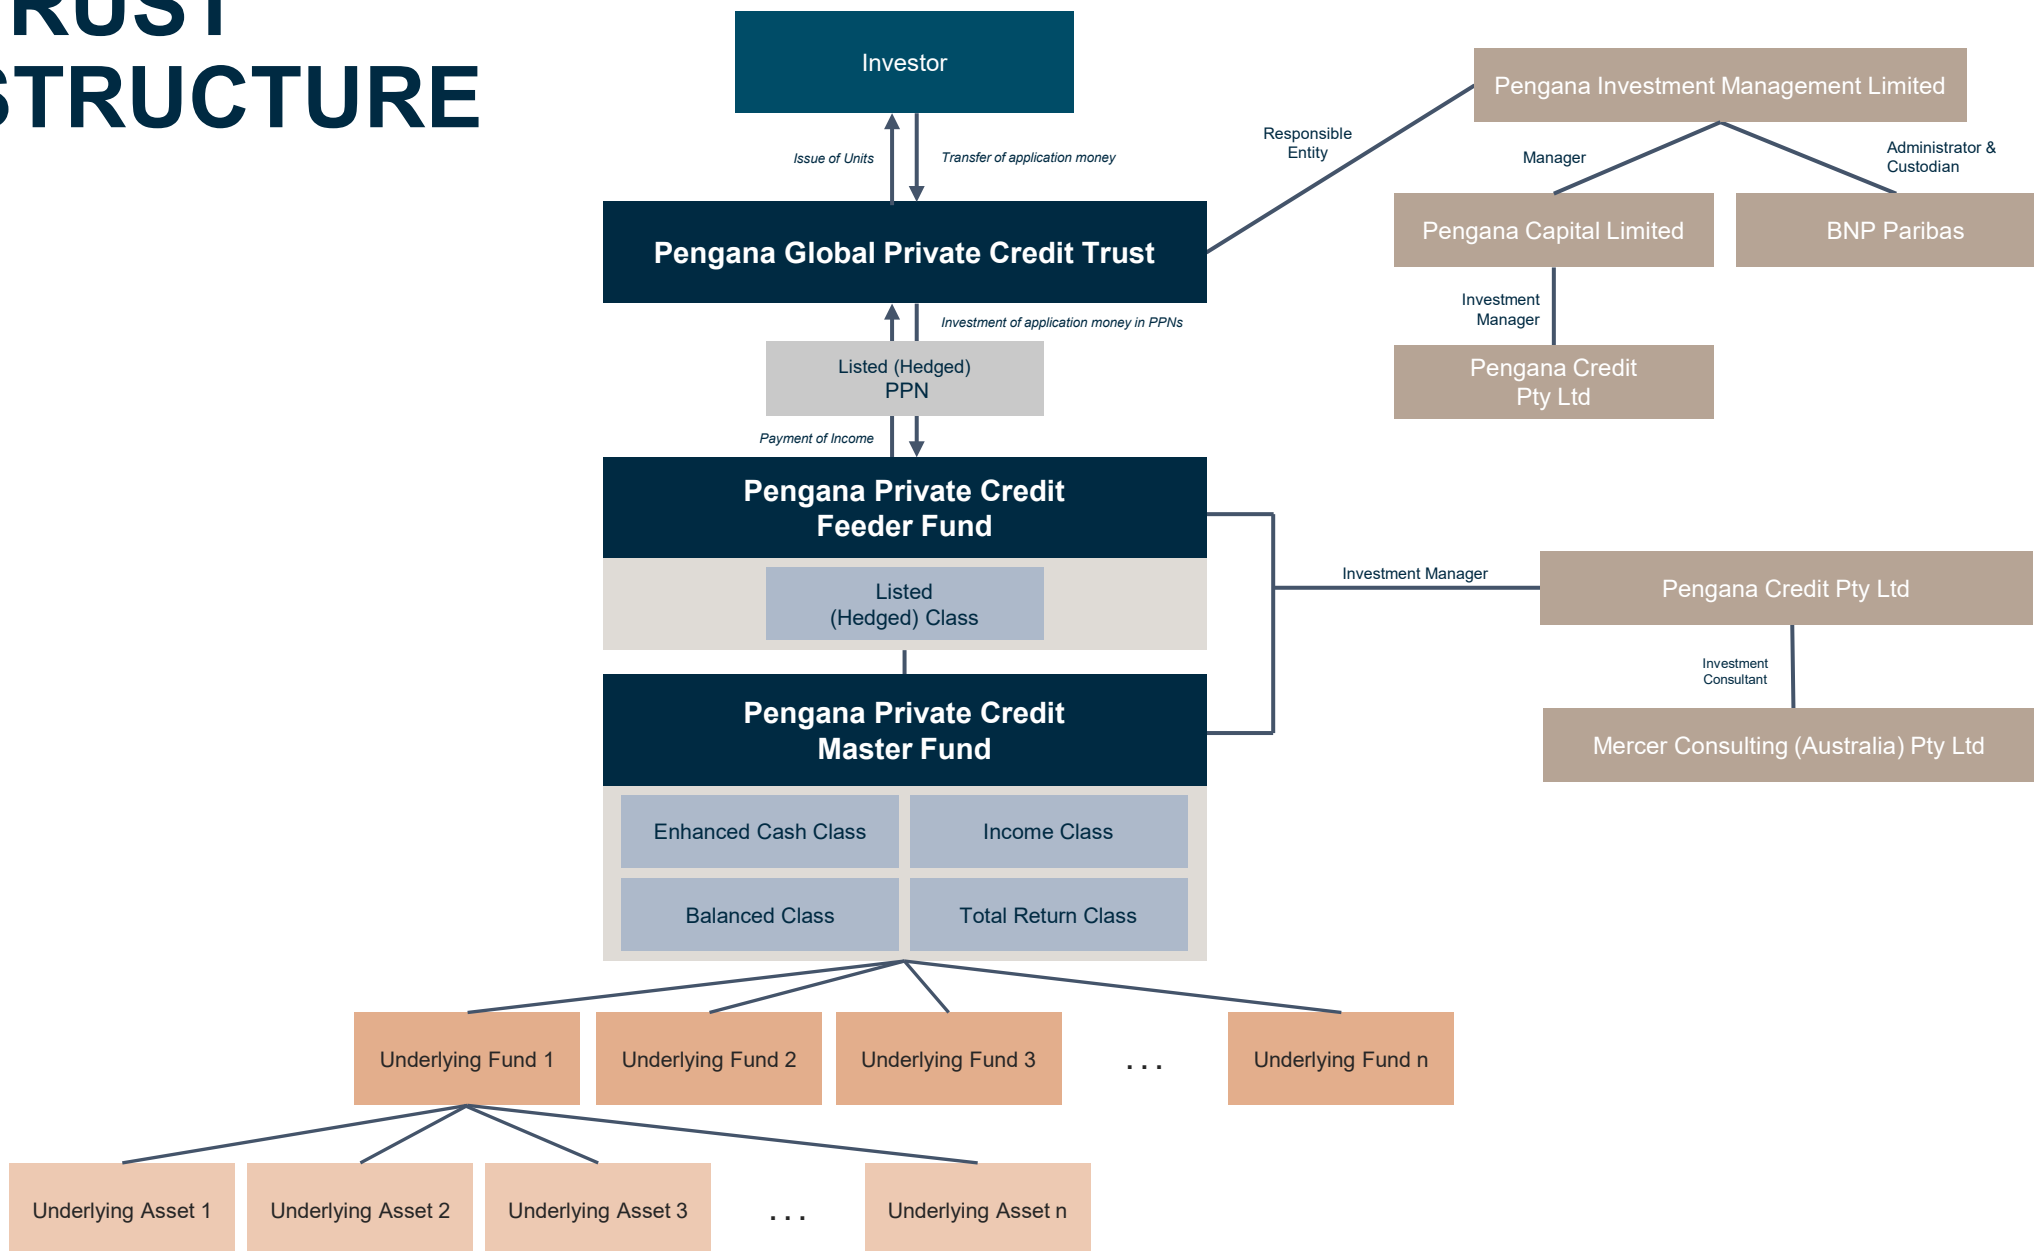 RUST
STRUCTURE
Investor
Pengana Investment Management Limited
Responsible
Entity
Issue of Units
Transfer of application money
Manager
Administrator &
Custodian
Pengana Global Private Credit Trust
Pengana Capital Limited
BNP Paribas
Investment of application money in PPNs
Investment
Manager
Listed (Hedged)
PPN
Pengana Credit
Pty Ltd
Payment of Income
Pengana Private Credit
Feeder Fund
Listed
(Hedged) Class
Investment Manager
Pengana Credit Pty Ltd
Investment
Consultant
Pengana Private Credit
Master Fund
Mercer Consulting (Australia) Pty Ltd
Enhanced Cash Class
Income Class
Balanced Class
Total Return Class
Underlying Fund 1
Underlying Fund 2
Underlying Fund 3
. . .
Underlying Fund n
Underlying Asset 1
Underlying Asset 2
Underlying Asset 3
. . .
Underlying Asset n